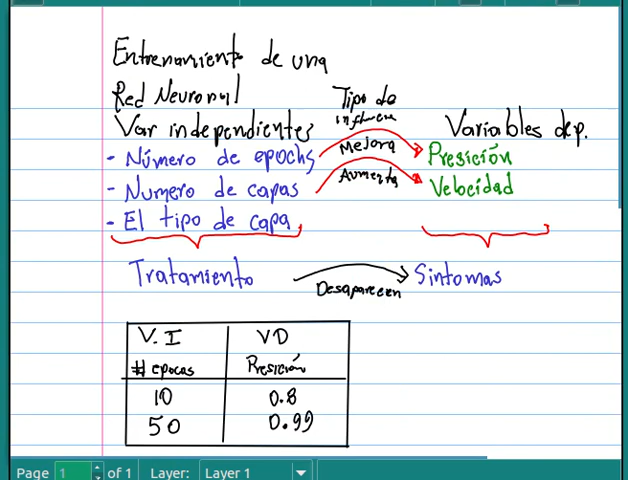 Entrenamiento de una
Red Neuronal
Tipo de
influen
Var independientes
Variables dep.
- Número de epochs
Mejora
Presición
- Numero de capas
Aumenta
Velocidad
- El tipo de capa
Tratamiento
Desaparecen
Sintomas
V. I VD
# epocas Presición
10 0.8
50 0.99
Page 1 of 1 Layer: Layer 1